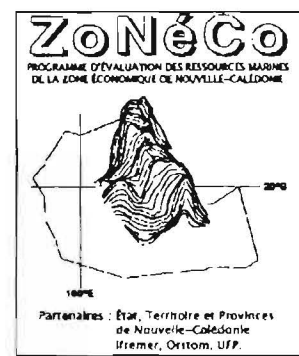 ZoNéCo
PROGRAMME D'ÉVALUATION DES RESSOURCES MARINES
DE LA ZONE ÉCONOMIQUE DE NOUVELLE-CALÉDONIE
20°S
160°E
Partenaires : État, Territoire et Provinces
de Nouvelle-Calédonie
Ifremer, Orstom, UFP.